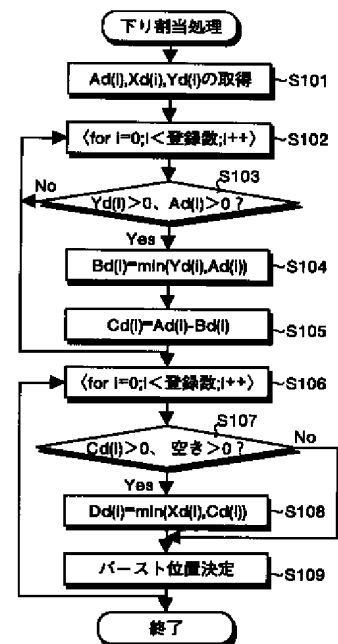 下り割当処理
Ad(i),Xd(i),Yd(i)の取得
S101
〈for i=0;i＜登録数;i++〉
S102
S103
No
Yd(i)＞0、Ad(i)＞0？
Yes
Bd(i)=min(Yd(i),Ad(i))
S104
Cd(i)=Ad(i)-Bd(i)
S105
〈for i=0;i＜登録数;i++〉
S106
S107
Cd(i)＞0、空き＞0？
No
Yes
Dd(i)=min(Xd(i),Cd(i))
S108
バースト位置決定
S109
終了